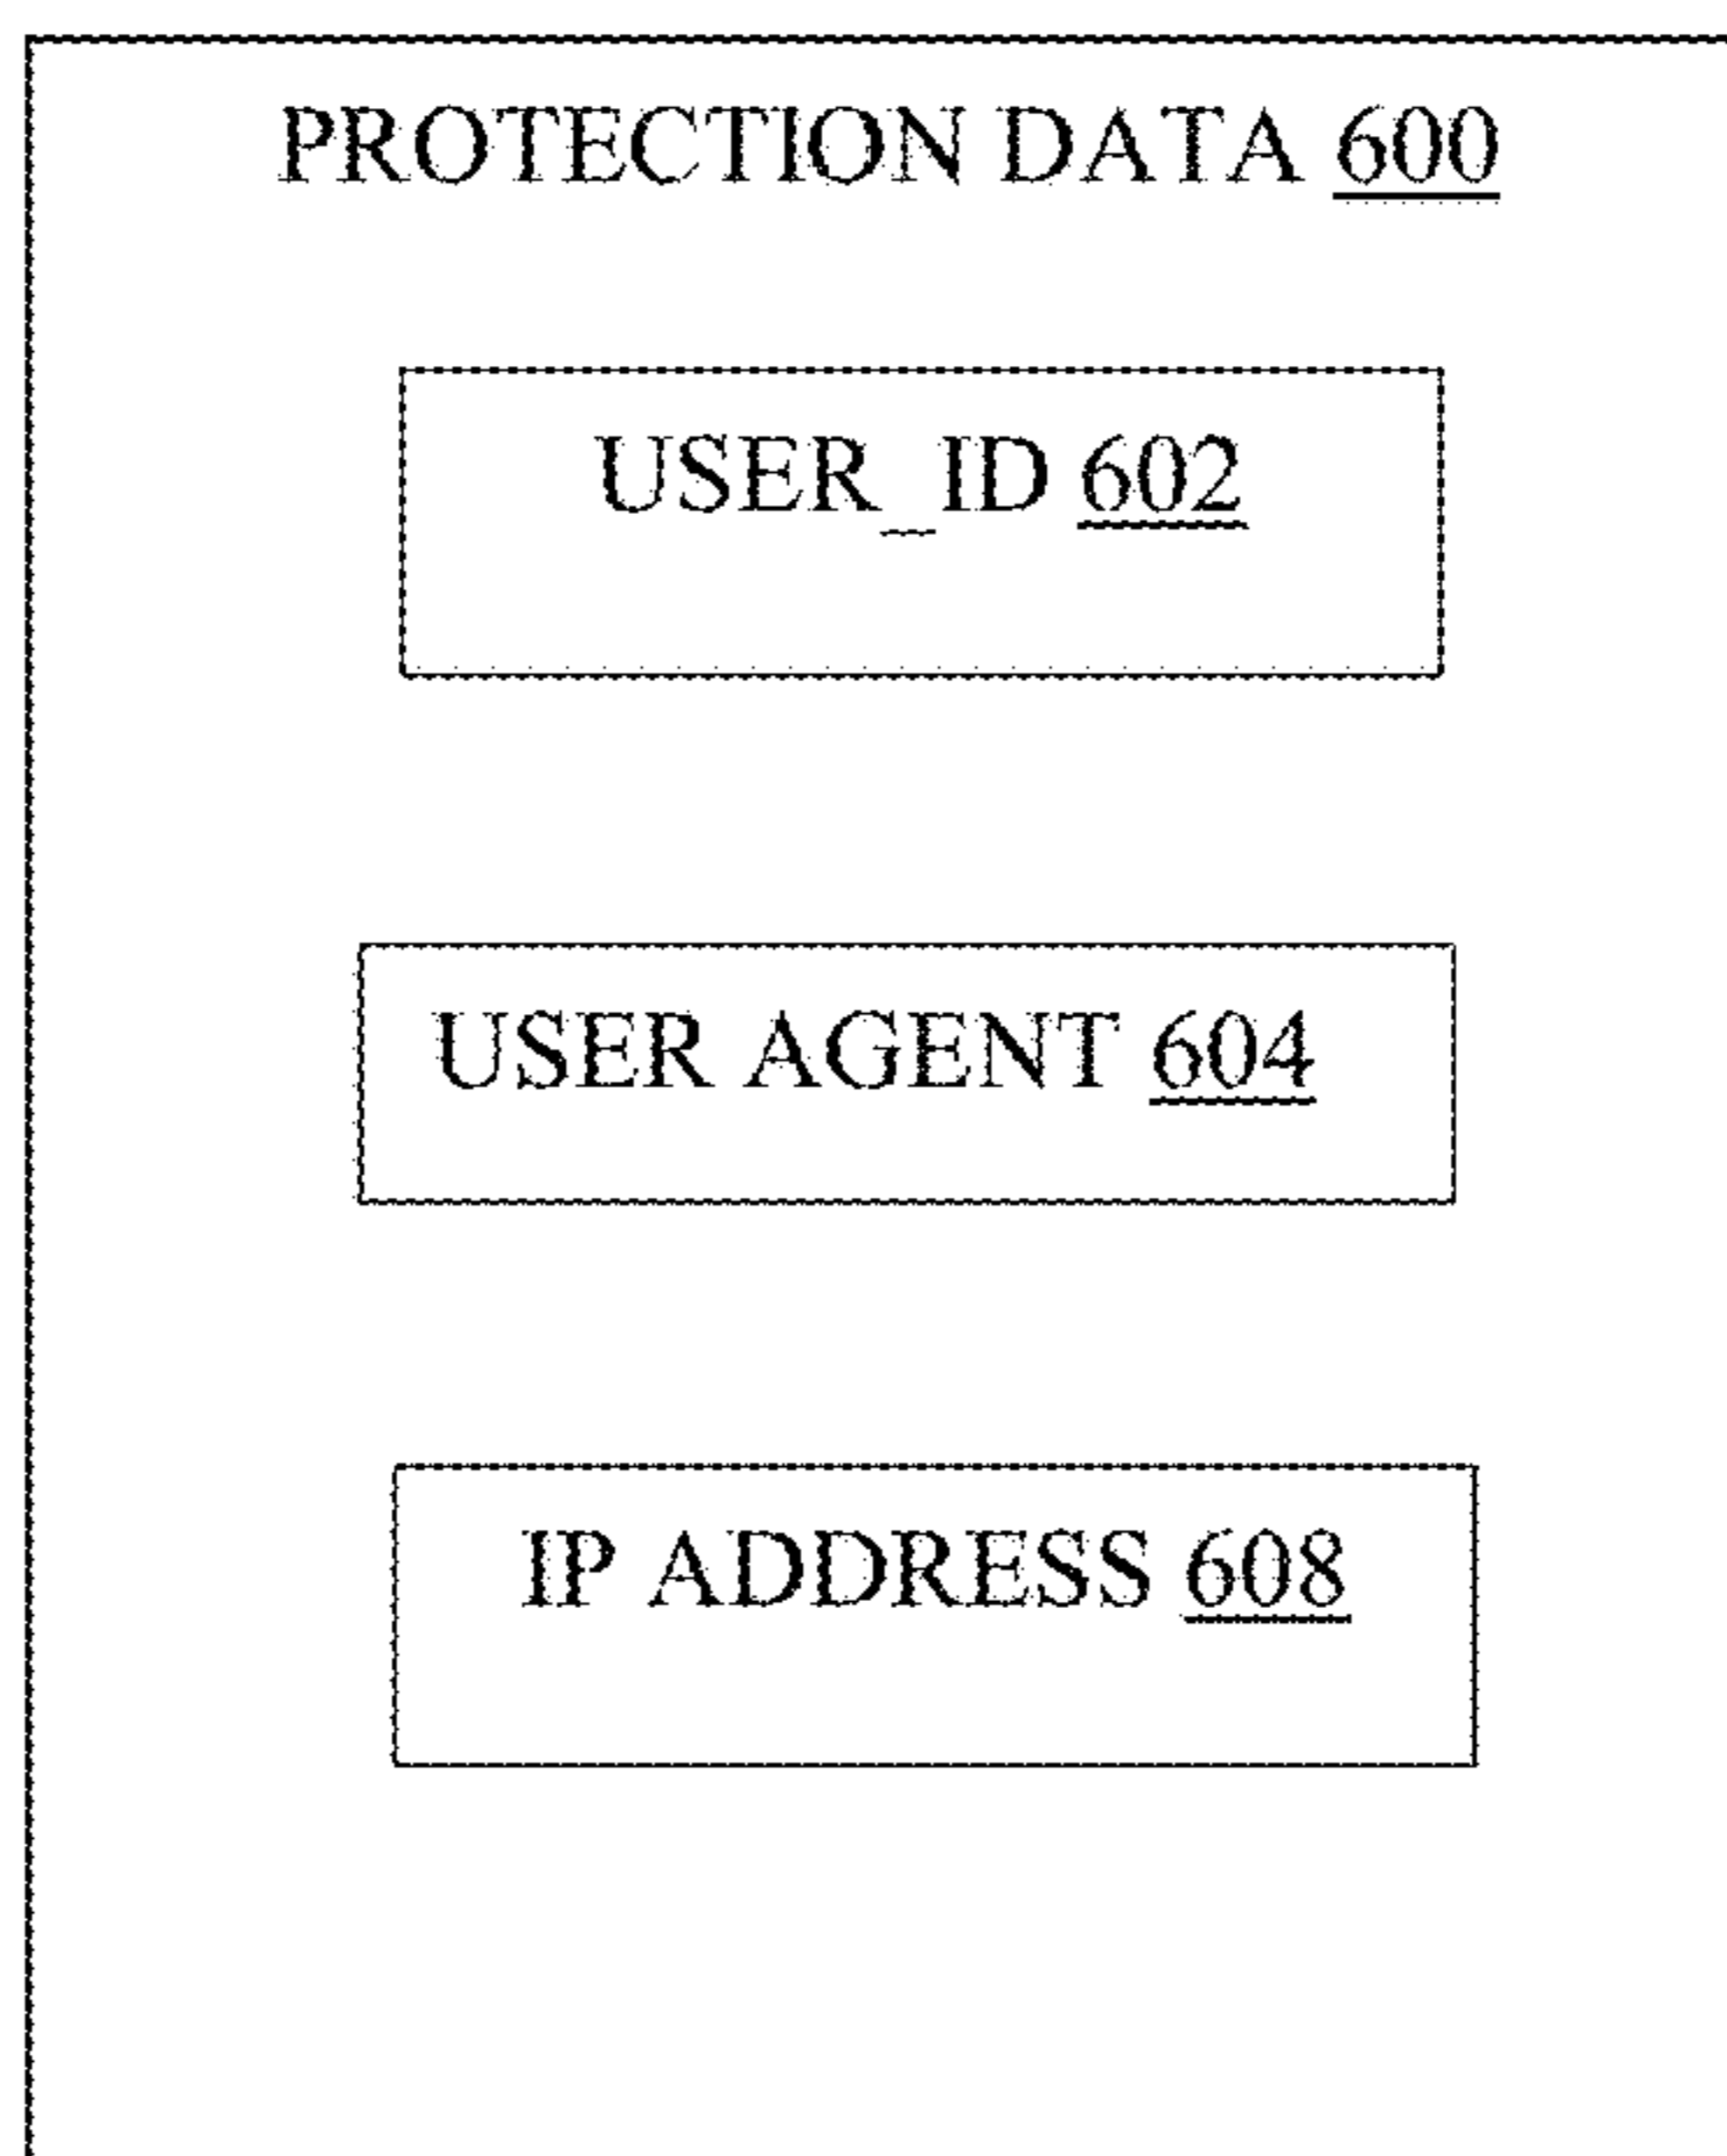 PROTECTION DATA 600
USER_ID 602
USER AGENT 604
IP ADDRESS 608